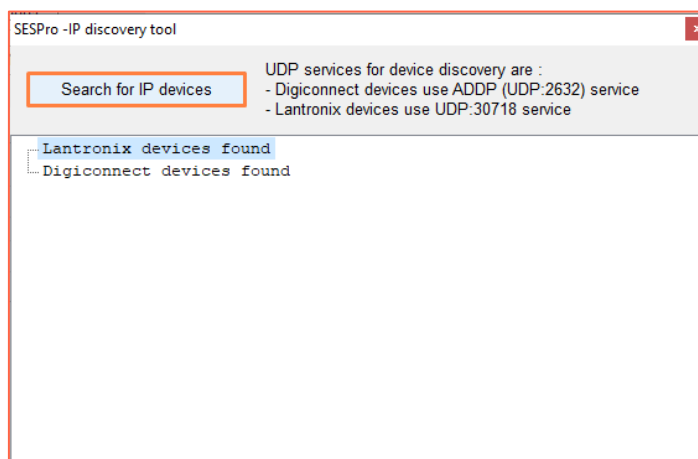 SESPro -IP discovery tool
Search for IP devices
UDP services for device discovery are :
- Digiconnect devices use ADDP (UDP:2632) service
- Lantronix devices use UDP:30718 service
Lantronix devices found
Digiconnect devices found